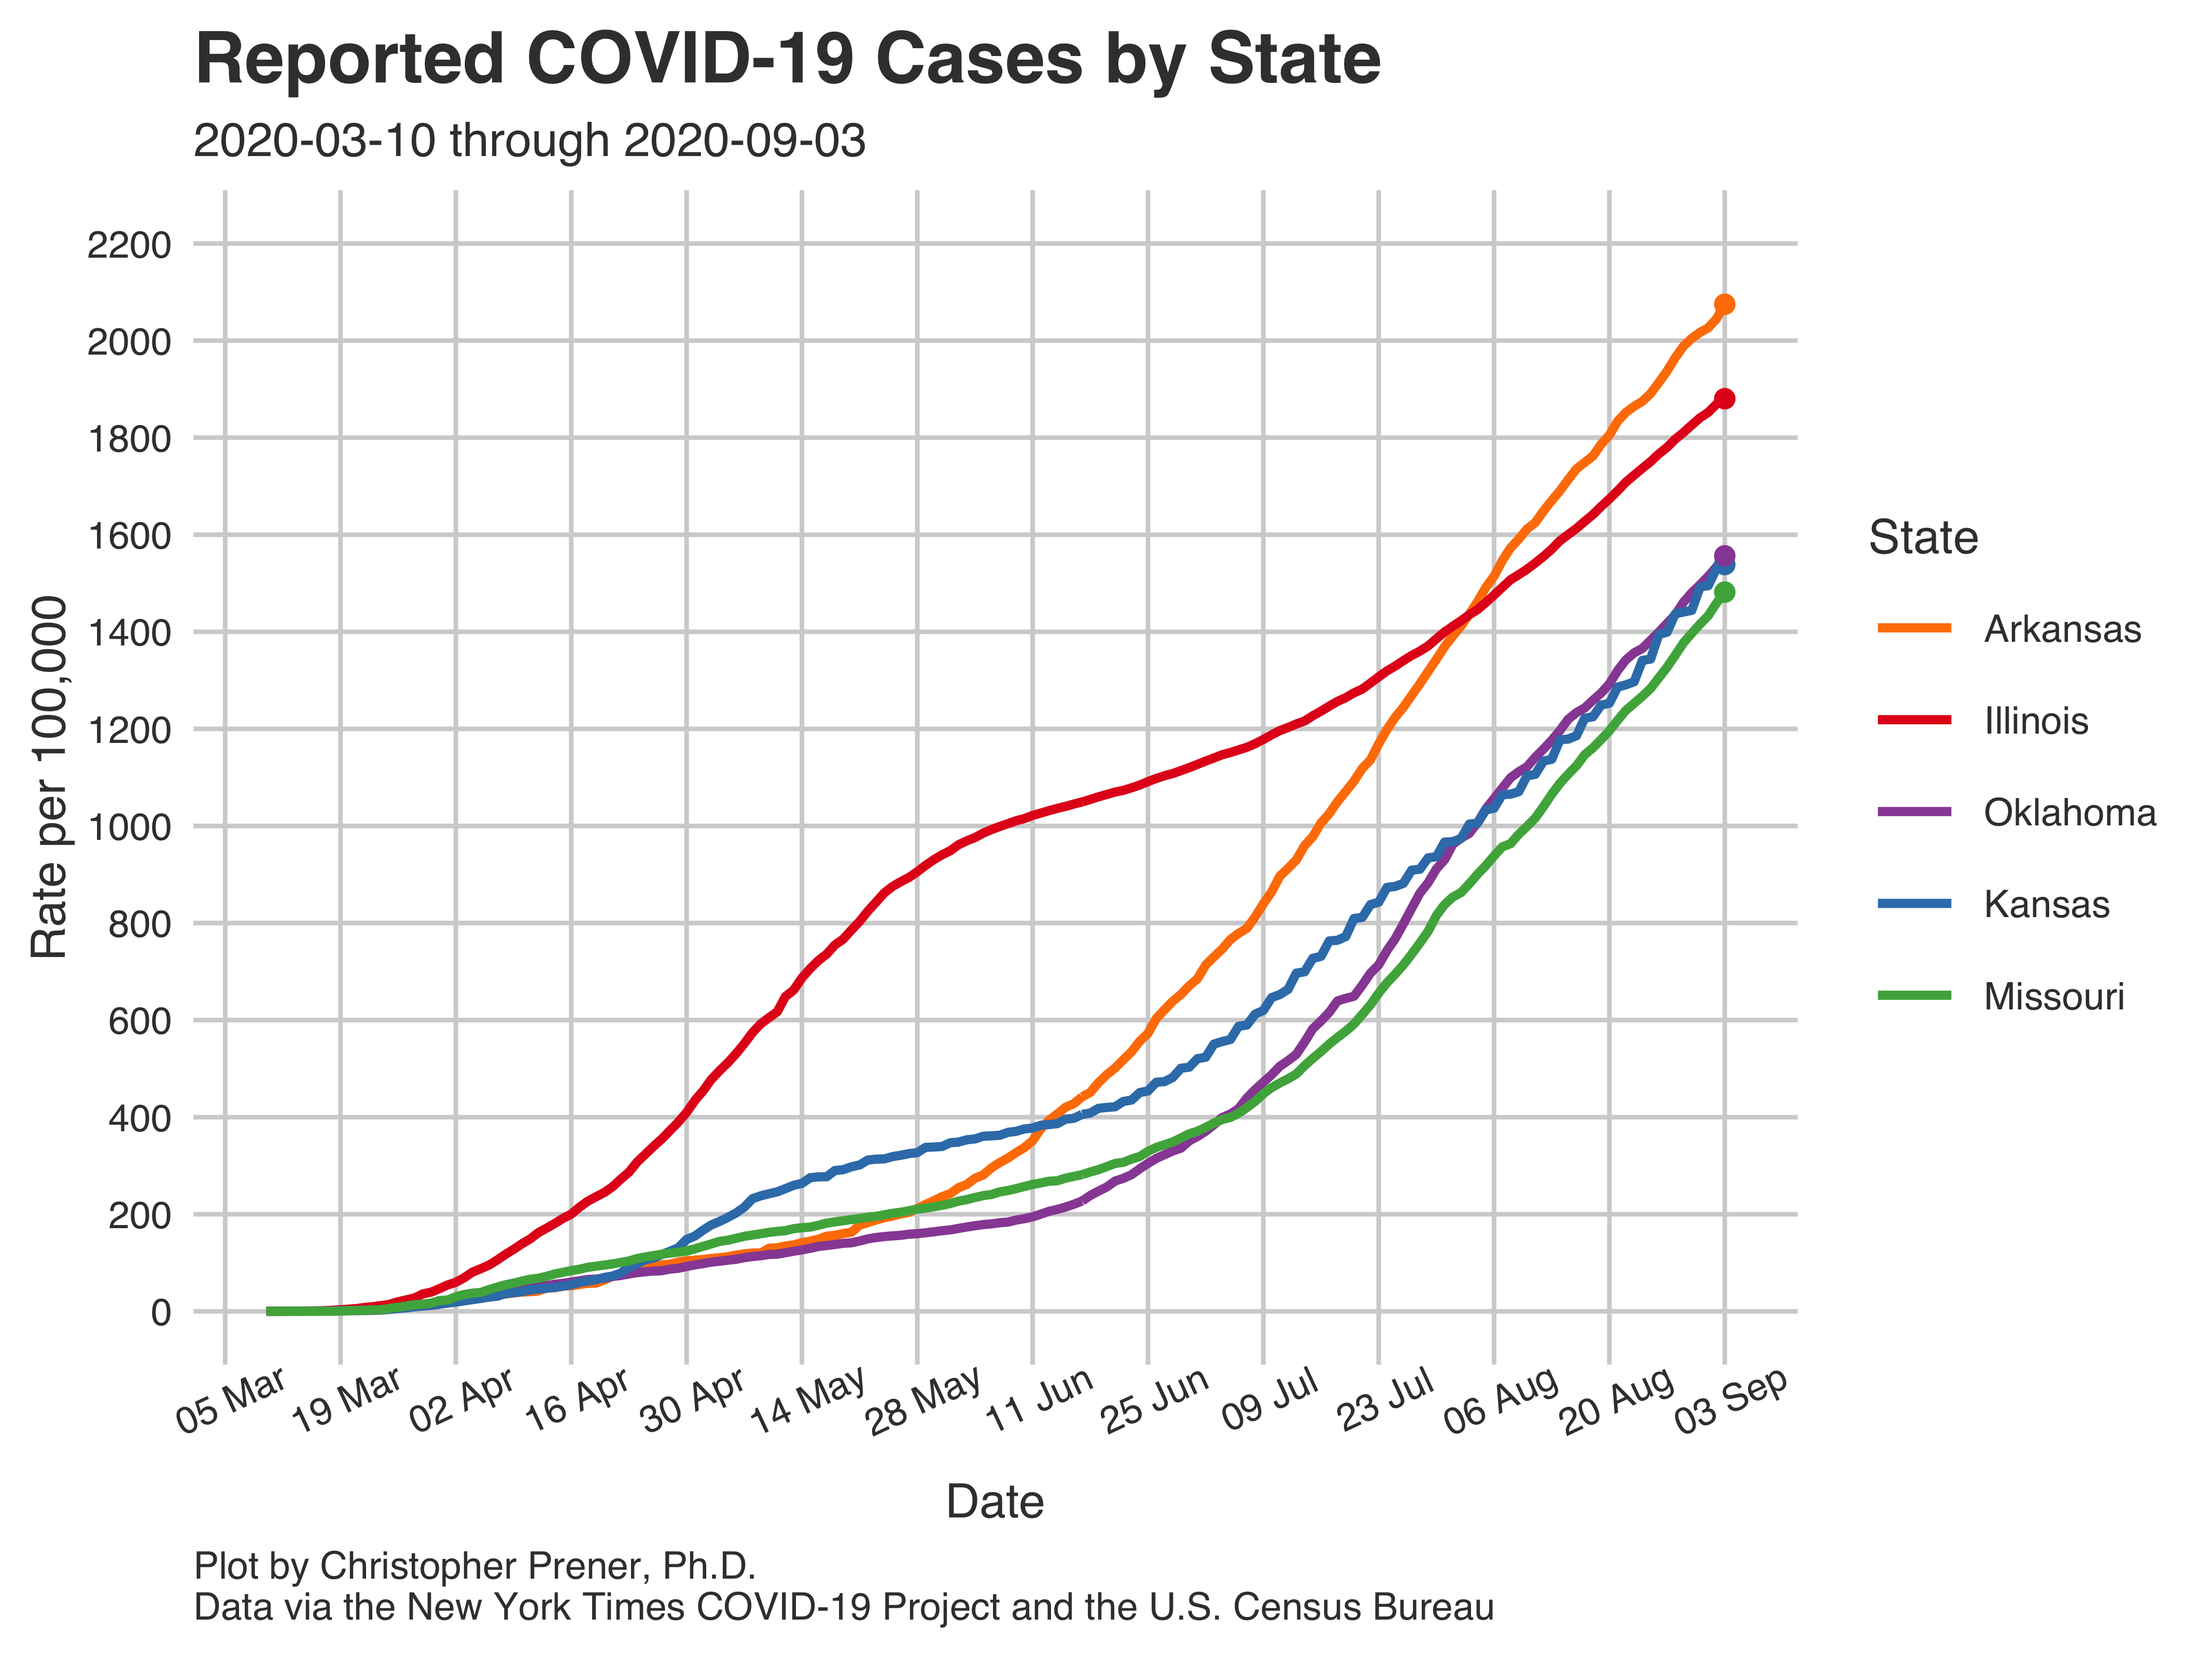 Reported COVID-19 Cases by State
2020-03-10 through 2020-09-03
2200
2000
1800
1600
1400
1200
1000
800
600
400
200
0
Rate per 100,000
05 Mar
19 Mar
02 Apr
16 Apr
30 Apr
14 May
28 May
11 Jun
25 Jun
09 Jul
23 Jul
06 Aug
20 Aug
03 Sep
Date
State
Arkansas
Illinois
Oklahoma
Kansas
Missouri
Plot by Christopher Prener, Ph.D.
Data via the New York Times COVID-19 Project and the U.S. Census Bureau